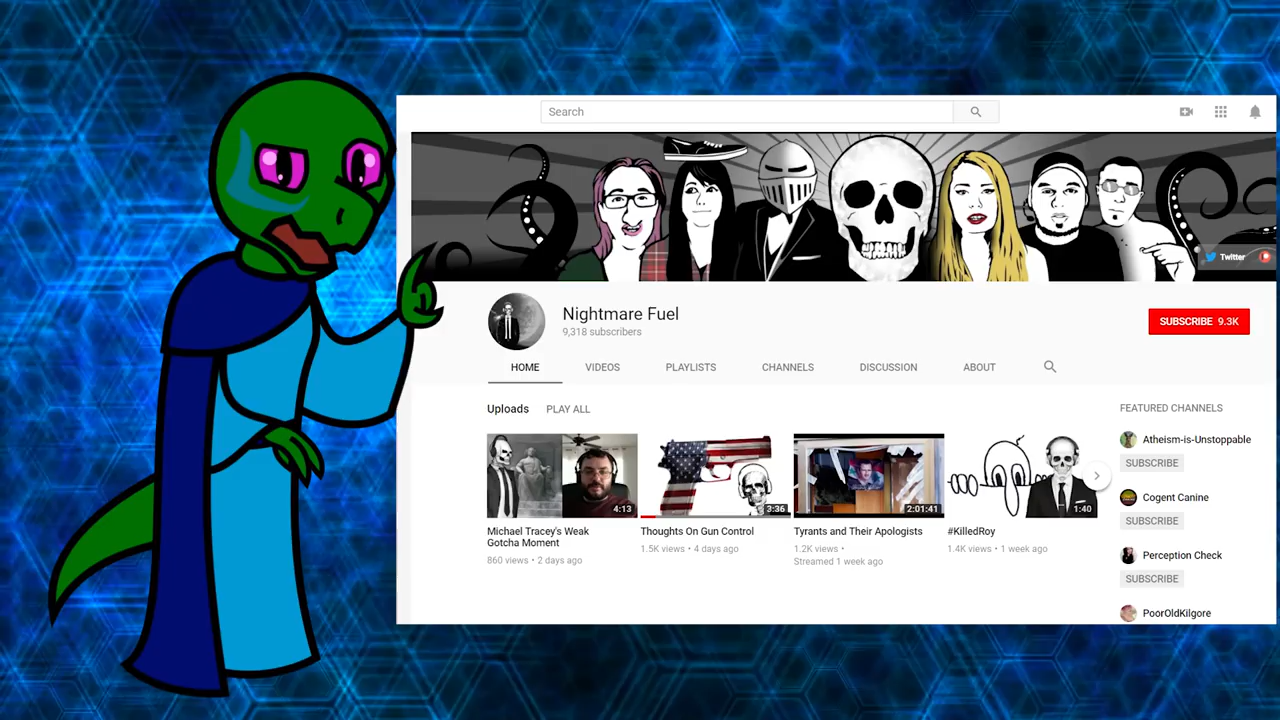 Search
Twitter
Nightmare Fuel
9,318 subscribers
SUBSCRIBE 9.3K
HOME VIDEOS PLAYLISTS CHANNELS DISCUSSION ABOUT
Uploads PLAY ALL
4:13
Michael Tracey's Weak
Gotcha Moment
860 views • 2 days ago
3:36
Thoughts On Gun Control
1.5K views • 4 days ago
2:01:41
Tyrants and Their Apologists
1.2K views •
Streamed 1 week ago
1:40
#KilledRoy
1.4K views • 1 week ago
FEATURED CHANNELS
Atheism-is-Unstoppable
SUBSCRIBE
Cogent Canine
SUBSCRIBE
Perception Check
SUBSCRIBE
PoorOldKilgore